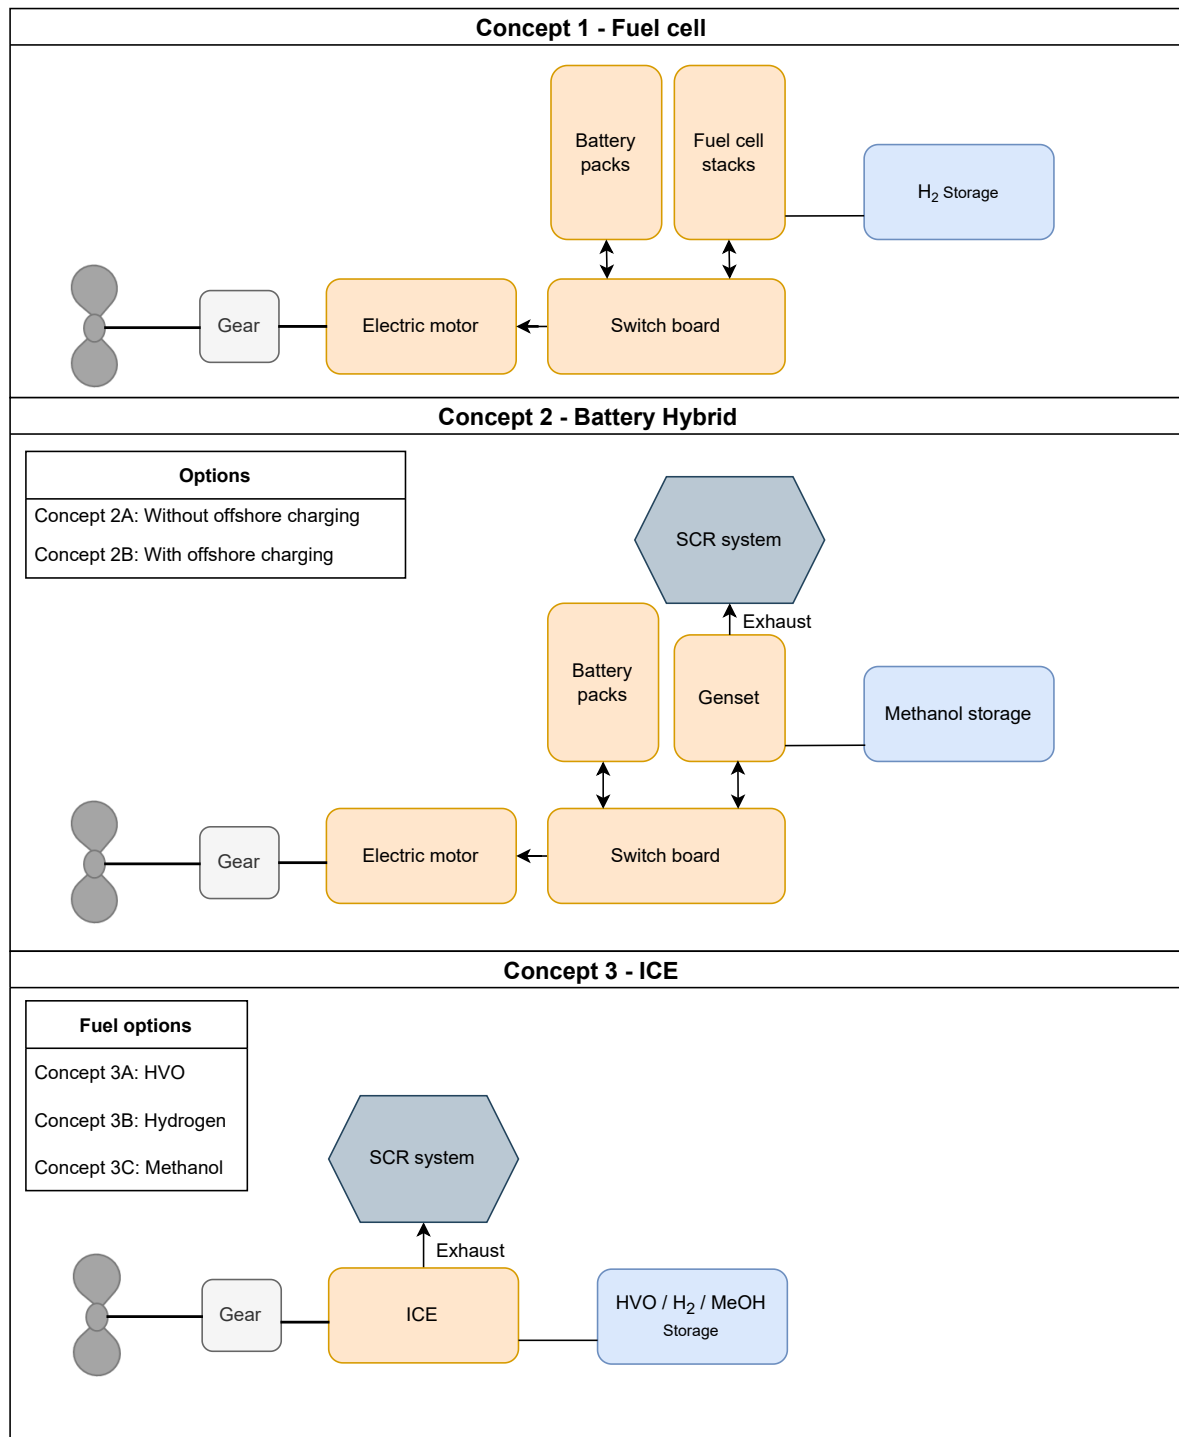 Concept 1 - Fuel cell
Battery
packs
Fuel cell
stacks
H₂ Storage
Gear
Electric motor
Switch board
Concept 2 - Battery Hybrid
Options
Concept 2A: Without offshore charging
Concept 2B: With offshore charging
SCR system
Exhaust
Battery
packs
Genset
Methanol storage
Gear
Electric motor
Switch board
Concept 3 - ICE
Fuel options
Concept 3A: HVO
Concept 3B: Hydrogen
Concept 3C: Methanol
SCR system
Exhaust
Gear
ICE
HVO / H₂ / MeOH
Storage